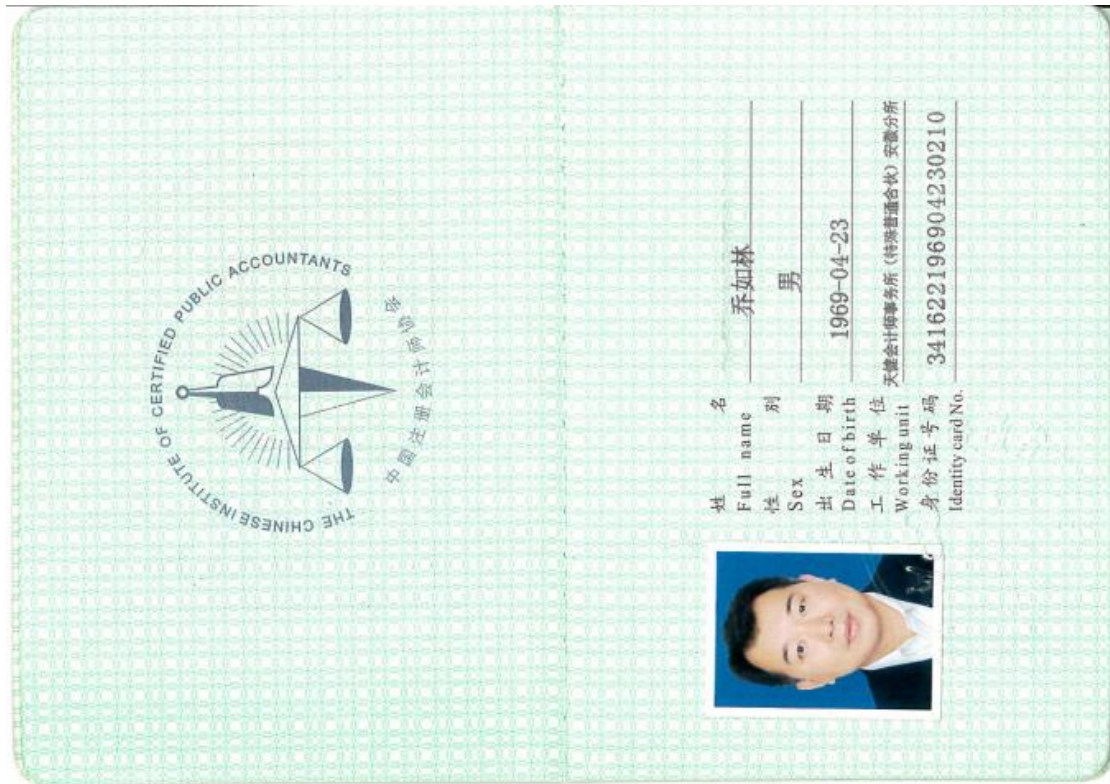 THE CHINESE INSTITUTE OF CERTIFIED PUBLIC ACCOUNTANTS
中国注册会计师协会
姓 名 乔如林
Full name
性 别 男
Sex
出 生 日 期 1969-04-23
Date of birth
工 作 单 位 天健会计师事务所（特殊普通合伙）安徽分所
Working unit
身 份 证 号 码 341622196904230210
Identity card No.